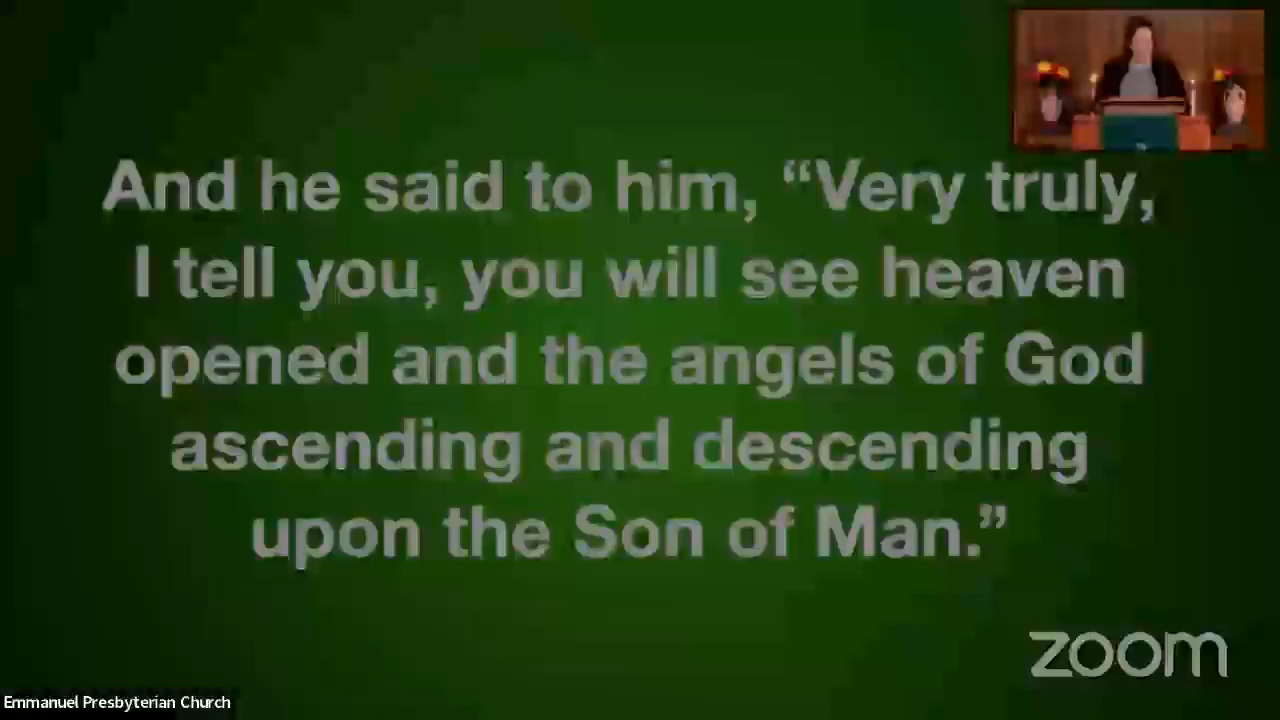 And he said to him, “Very truly,
I tell you, you will see heaven
opened and the angels of God
ascending and descending
upon the Son of Man.”
zoom
Emmanuel Presbyterian Church